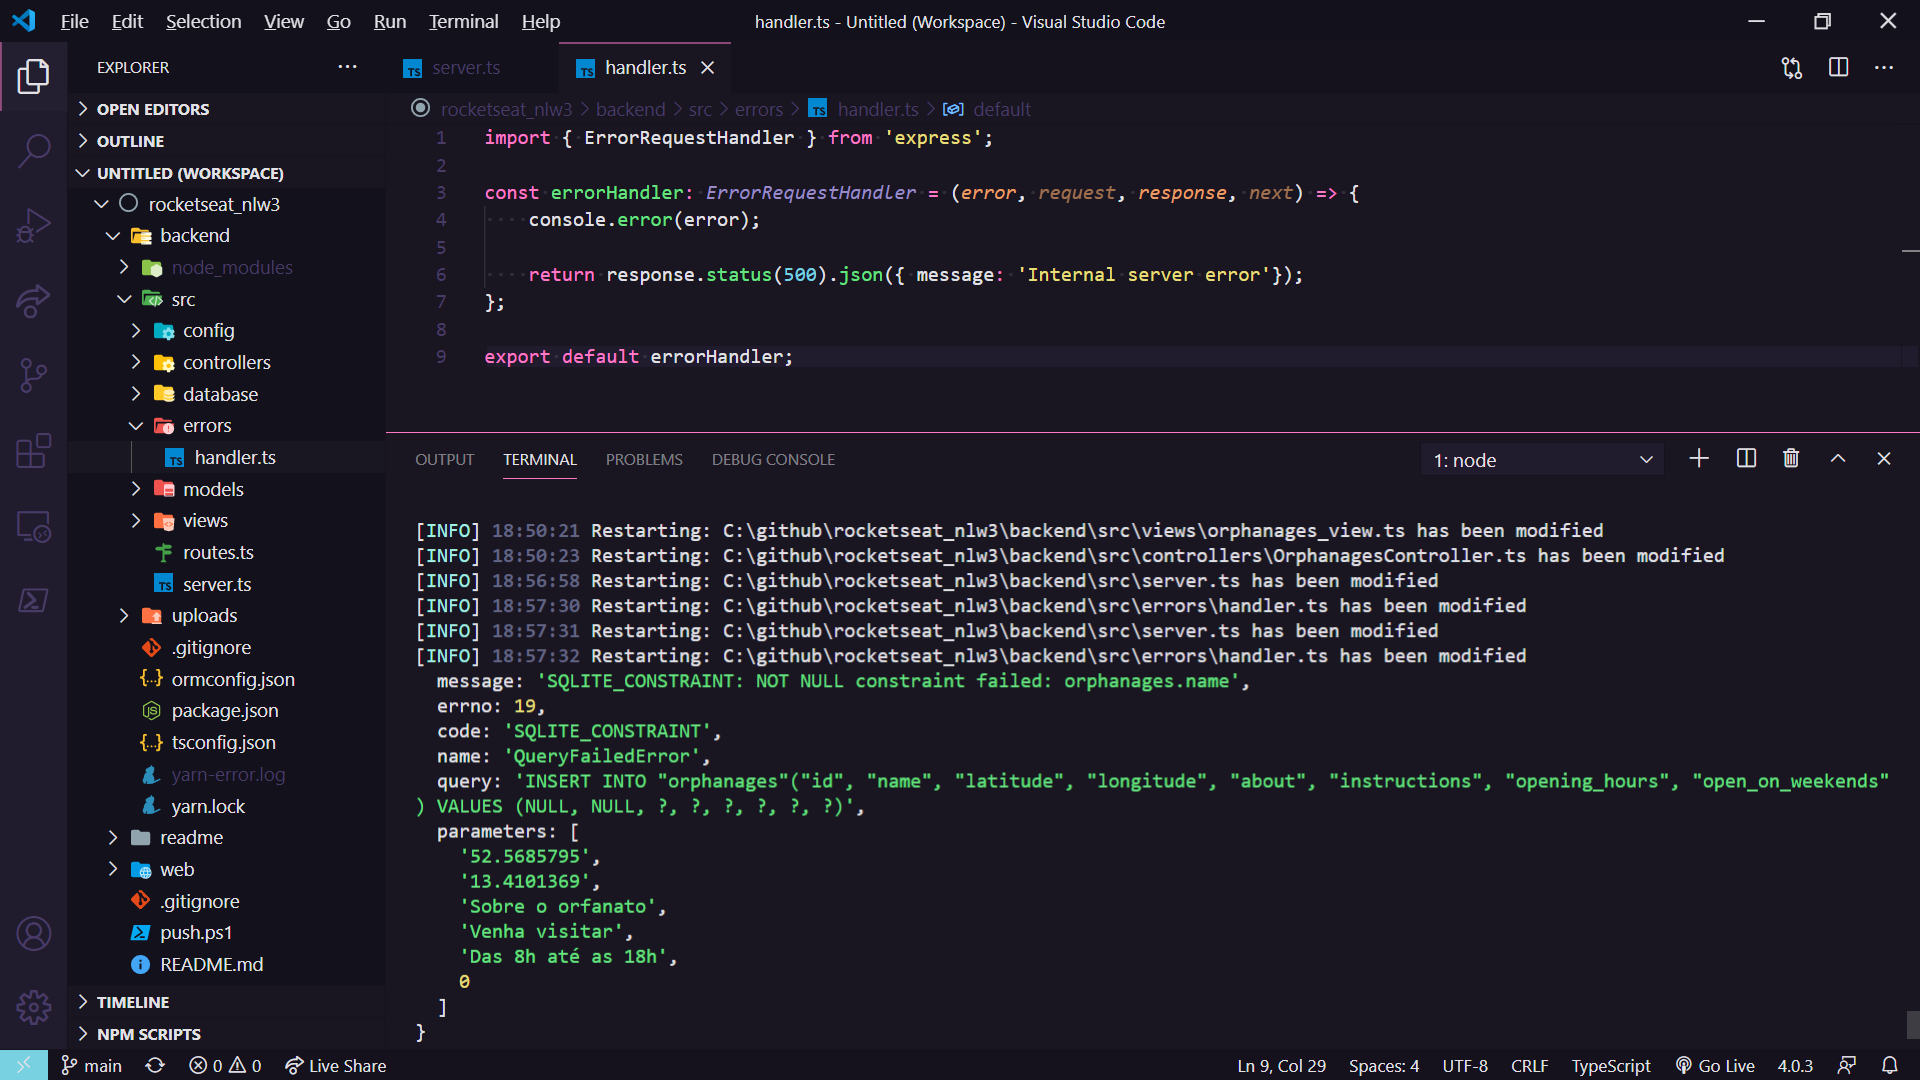 File Edit Selection View Go Run Terminal Help
handler.ts - Untitled (Workspace) - Visual Studio Code
EXPLORER
OPEN EDITORS
OUTLINE
UNTITLED (WORKSPACE)
rocketseat_nlw3
backend
node_modules
src
config
controllers
database
errors
TS handler.ts
models
views
routes.ts
TS server.ts
uploads
.gitignore
{...} ormconfig.json
JS package.json
{...} tsconfig.json
yarn-error.log
yarn.lock
readme
web
.gitignore
push.ps1
README.md
TIMELINE
NPM SCRIPTS
TS server.ts TS handler.ts
rocketseat_nlw3 > backend > src > errors > TS handler.ts > default
1 import { ErrorRequestHandler } from 'express';
2
3 const errorHandler: ErrorRequestHandler = (error, request, response, next) => {
4 console.error(error);
5
6 return response.status(500).json({ message: 'Internal server error'});
7 };
8
9 export default errorHandler;
OUTPUT TERMINAL PROBLEMS DEBUG CONSOLE 1: node
[INFO] 18:50:21 Restarting: C:\github\rocketseat_nlw3\backend\src\views\orphanages_view.ts has been modified
[INFO] 18:50:23 Restarting: C:\github\rocketseat_nlw3\backend\src\controllers\OrphanagesController.ts has been modified
[INFO] 18:56:58 Restarting: C:\github\rocketseat_nlw3\backend\src\server.ts has been modified
[INFO] 18:57:30 Restarting: C:\github\rocketseat_nlw3\backend\src\errors\handler.ts has been modified
[INFO] 18:57:31 Restarting: C:\github\rocketseat_nlw3\backend\src\server.ts has been modified
[INFO] 18:57:32 Restarting: C:\github\rocketseat_nlw3\backend\src\errors\handler.ts has been modified
message: 'SQLITE_CONSTRAINT: NOT NULL constraint failed: orphanages.name',
errno: 19,
code: 'SQLITE_CONSTRAINT',
name: 'QueryFailedError',
query: 'INSERT INTO "orphanages"("id", "name", "latitude", "longitude", "about", "instructions", "opening_hours", "open_on_weekends"
) VALUES (NULL, NULL, ?, ?, ?, ?, ?, ?)',
parameters: [
'52.5685795',
'13.4101369',
'Sobre o orfanato',
'Venha visitar',
'Das 8h até as 18h',
0
]
}
main 0 0 Live Share Ln 9, Col 29 Spaces: 4 UTF-8 CRLF TypeScript Go Live 4.0.3